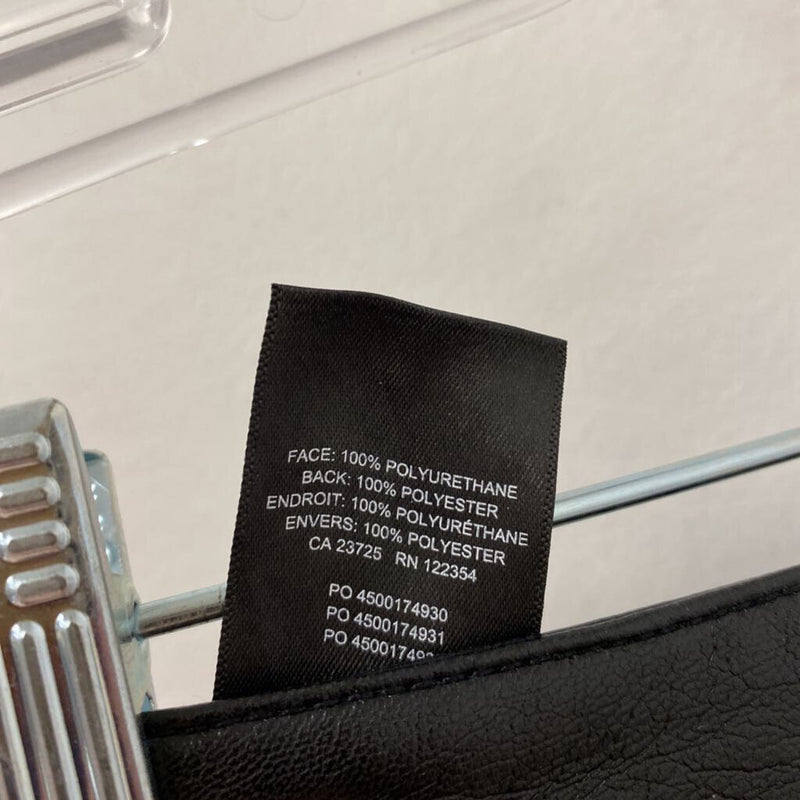 FACE: 100% POLYURETHANE
BACK: 100% POLYESTER
ENDROIT: 100% POLYURÉTHANE
ENVERS: 100% POLYESTER
CA 23725 RN 122354
PO 4500174930
PO 4500174931
PO